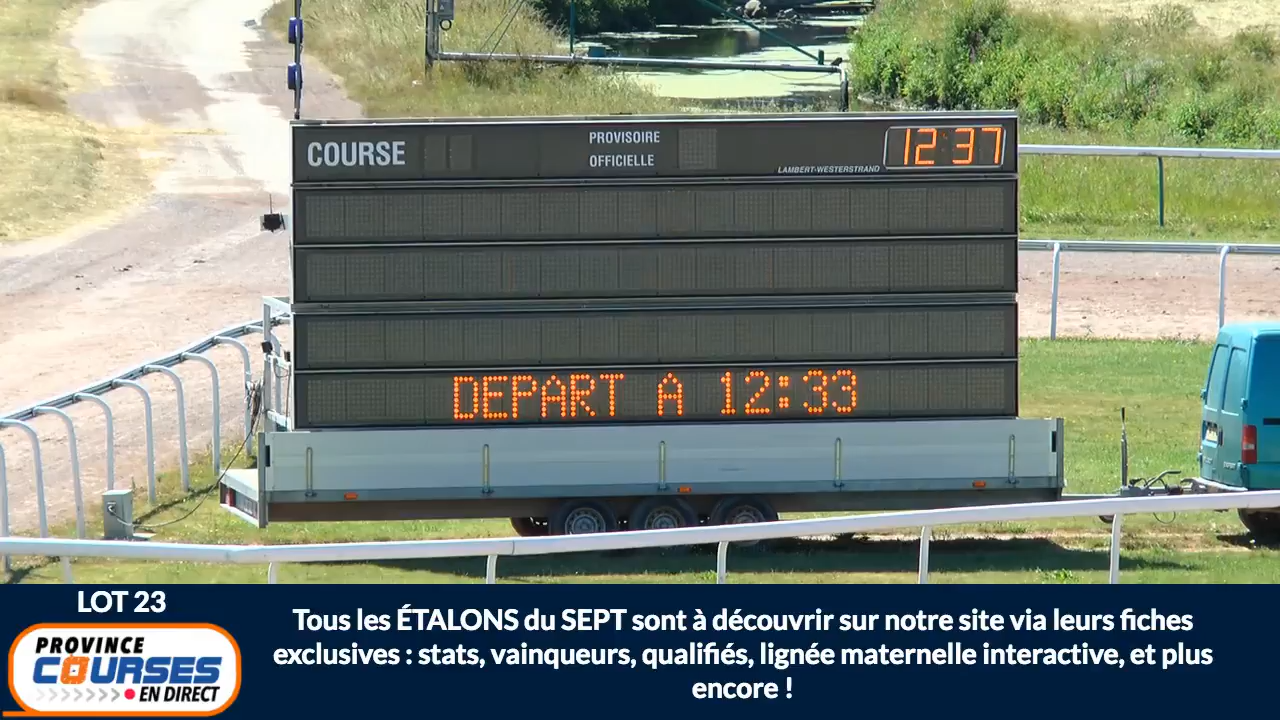 COURSE
PROVISOIRE
OFFICIELLE
LAMBERT-WESTERSTRAND
12 37
DEPART A 12:33
LOT 23
PROVINCE
COURSES
EN DIRECT
Tous les ÉTALONS du SEPT sont à découvrir sur notre site via leurs fiches
exclusives : stats, vainqueurs, qualifiés, lignée maternelle interactive, et plus
encore !